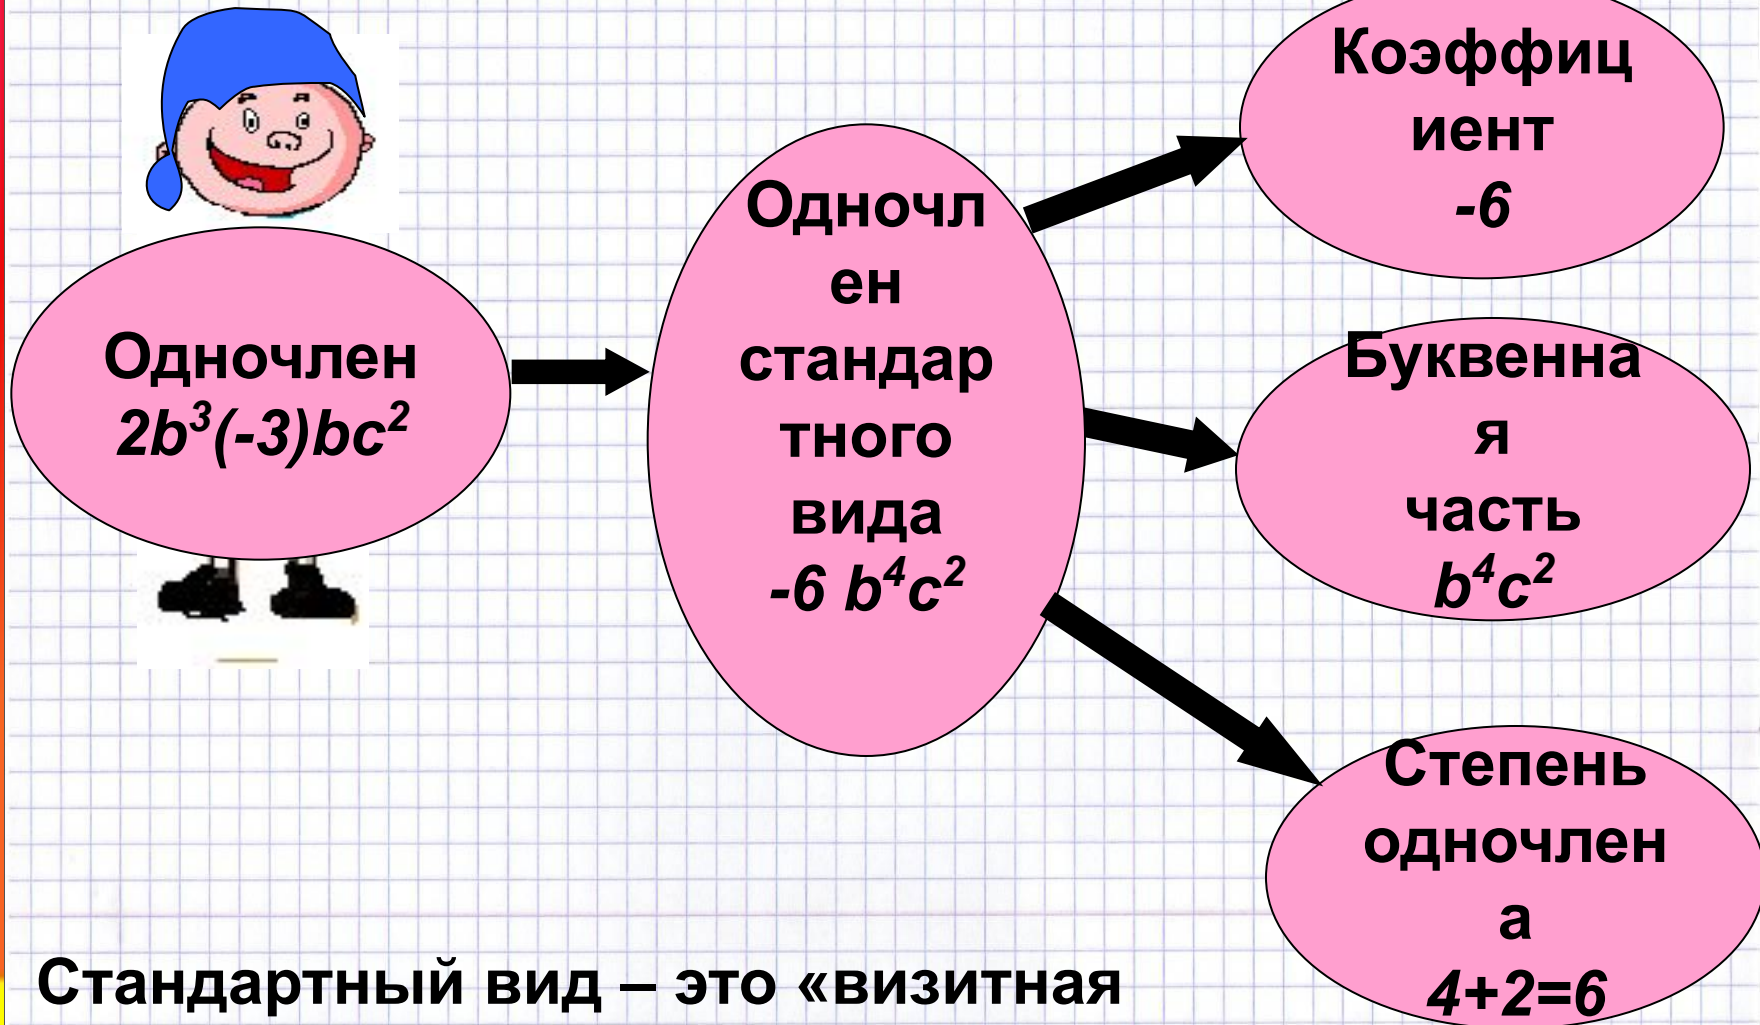 Одночлен
2b³(-3)bc²
Одночл
ен
стандар
тного
вида
-6 b⁴c²
Коэффиц
иент
-6
Буквенна
я
часть
b⁴c²
Степень
одночлен
а
4+2=6
Стандартный вид – это «визитная